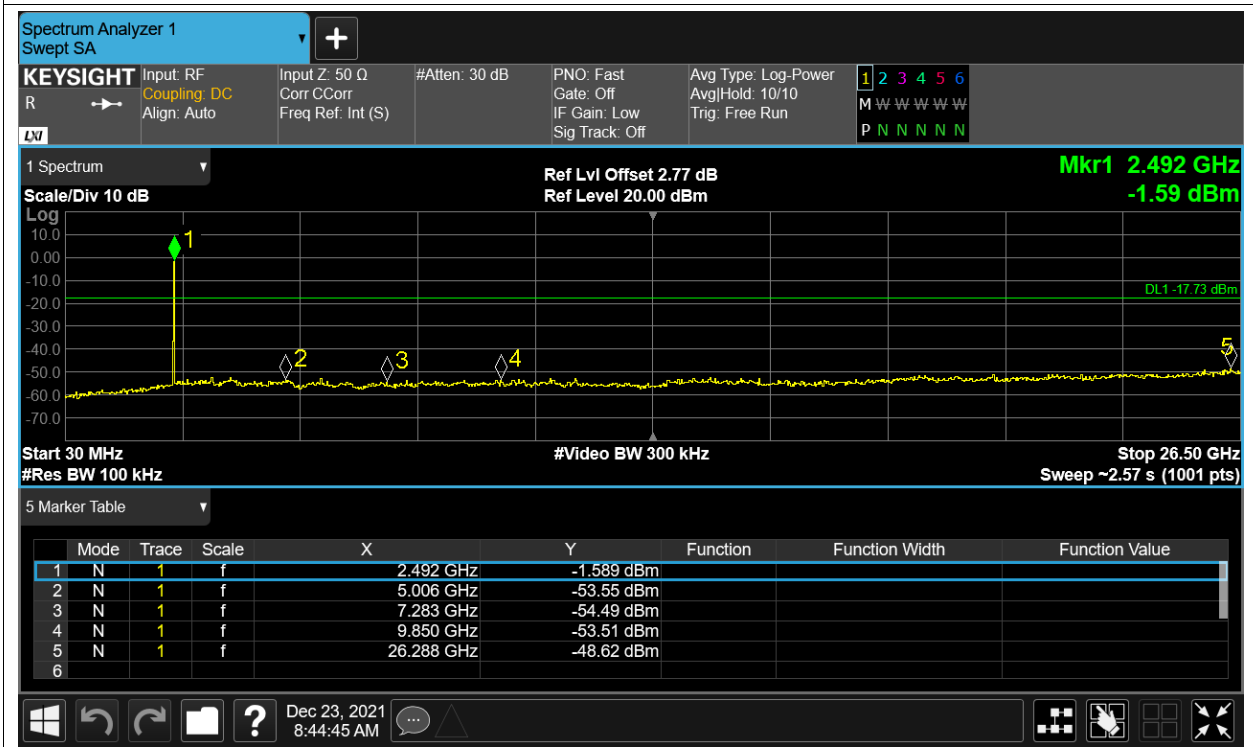 Spectrum Analyzer 1
Swept SA
KEYSIGHT
R
LXI
Input: RF
Coupling: DC
Align: Auto
Input Z: 50 Ω
Corr CCorr
Freq Ref: Int (S)
#Atten: 30 dB
PNO: Fast
Gate: Off
IF Gain: Low
Sig Track: Off
Avg Type: Log-Power
Avg|Hold: 10/10
Trig: Free Run
1 2 3 4 5 6
M W W W W W
P N N N N N
1 Spectrum
Scale/Div 10 dB
Ref Lvl Offset 2.77 dB
Ref Level 20.00 dBm
Mkr1 2.492 GHz
-1.59 dBm
Log
10.0
0.00
-10.0
-20.0
-30.0
-40.0
-50.0
-60.0
-70.0
1
DL1 -17.73 dBm
2
3
4
5
Start 30 MHz
#Video BW 300 kHz
Stop 26.50 GHz
#Res BW 100 kHz
Sweep ~2.57 s (1001 pts)
5 Marker Table
Mode Trace Scale X Y Function Function Width Function Value
1 N 1 f 2.492 GHz -1.589 dBm
2 N 1 f 5.006 GHz -53.55 dBm
3 N 1 f 7.283 GHz -54.49 dBm
4 N 1 f 9.850 GHz -53.51 dBm
5 N 1 f 26.288 GHz -48.62 dBm
6
?
Dec 23, 2021
8:44:45 AM